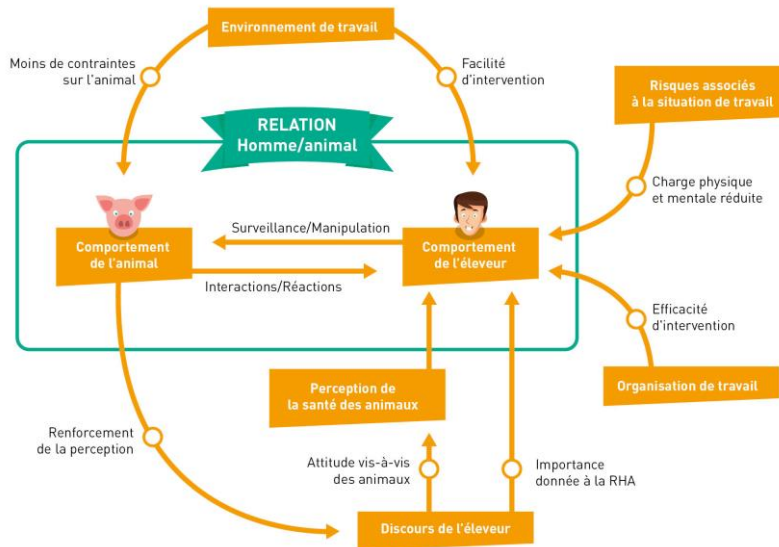 Environnement de travail
Moins de contraintes
sur l'animal
Facilité
d'intervention
Risques associés
à la situation de travail
RELATION
Homme/animal
Charge physique
et mentale réduite
Surveillance/Manipulation
Comportement
de l'animal
Comportement
de l'éleveur
Interactions/Réactions
Efficacité
d'intervention
Perception de
la santé des animaux
Organisation de travail
Renforcement
de la perception
Attitude vis-à-vis
des animaux
Importance
donnée à la RHA
Discours de l'éleveur